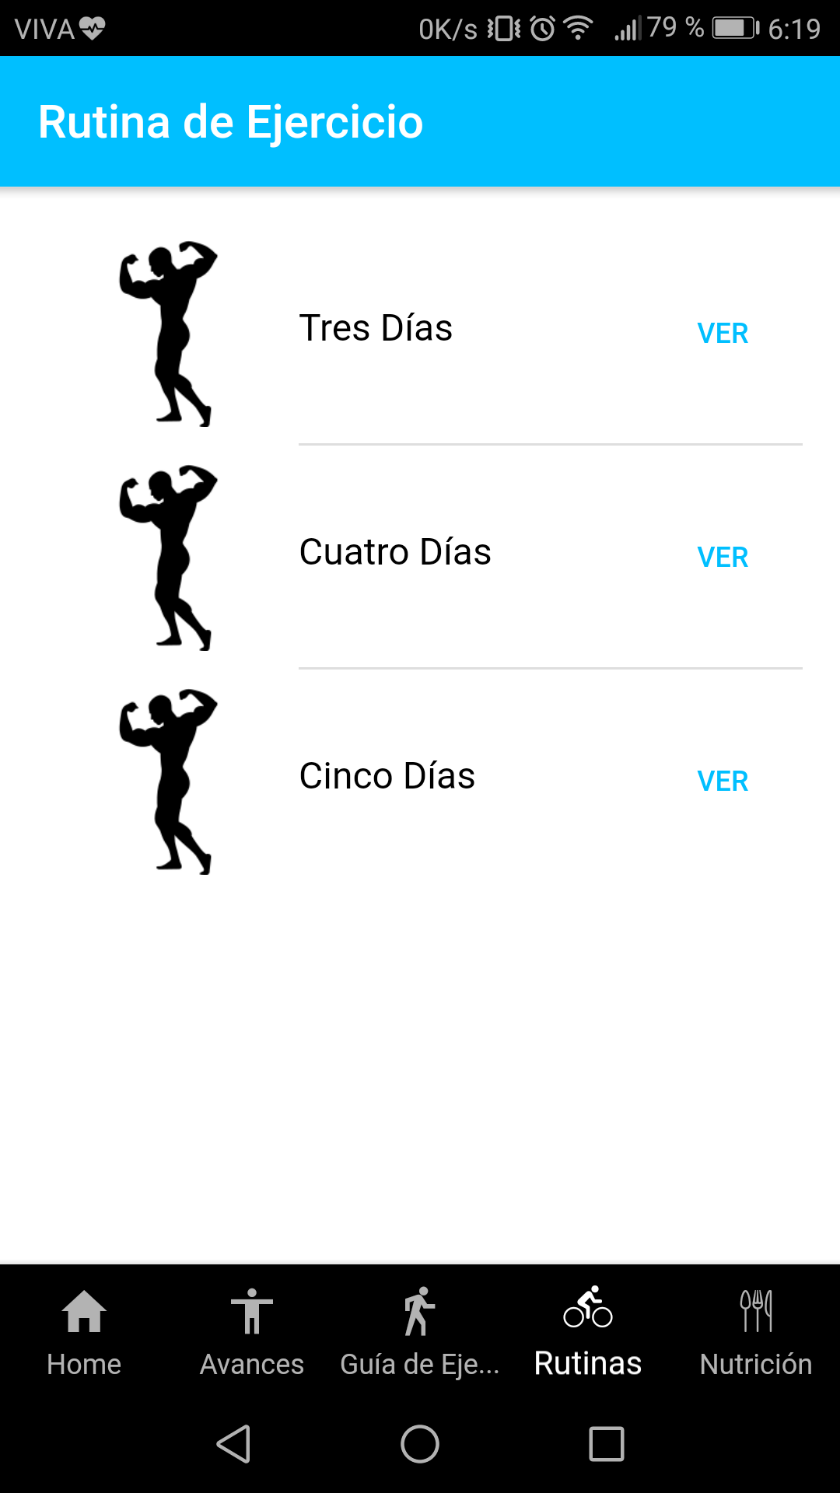 VIVA 0K/s 79 % 6:19
Rutina de Ejercicio
Tres Días VER
Cuatro Días VER
Cinco Días VER
Home Avances Guía de Eje... Rutinas Nutrición